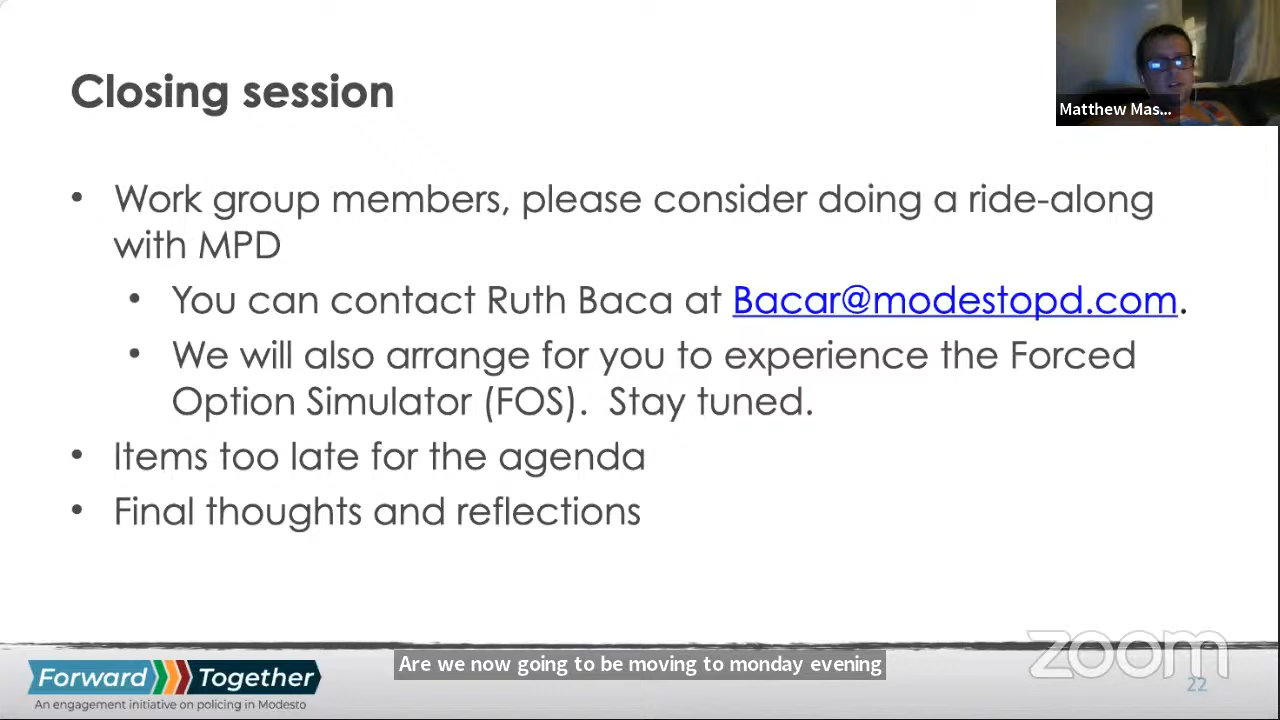 Closing session
Matthew Mas...
• Work group members, please consider doing a ride-along
with MPD
• You can contact Ruth Baca at Bacar@modestopd.com.
• We will also arrange for you to experience the Forced
Option Simulator (FOS).  Stay tuned.
• Items too late for the agenda
• Final thoughts and reflections
zoom
Are we now going to be moving to monday evening
Forward Together
22
An engagement initiative on policing in Modesto